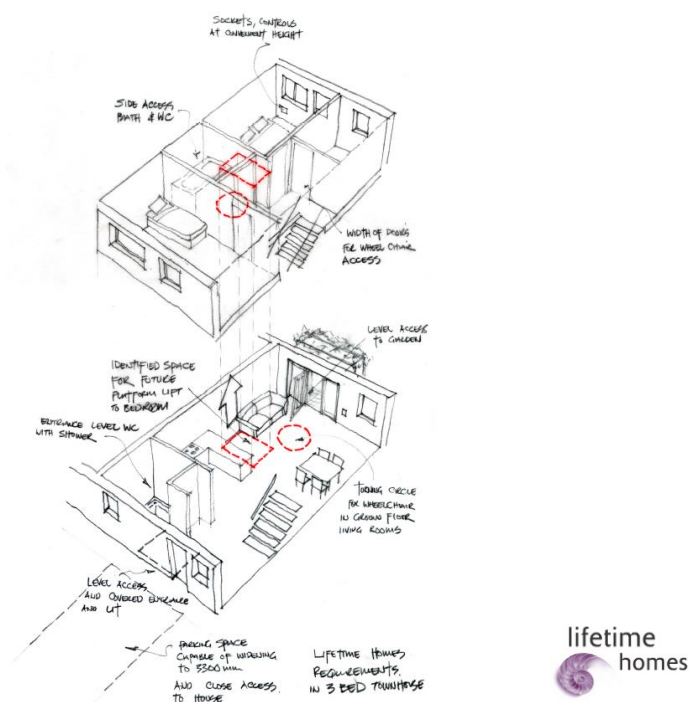 SOCKETS, CONTROLS
AT CONVENIENT HEIGHT
SIDE ACCESS
BATH & WC
WIDTH OF DOORS
FOR WHEEL CHAIR
ACCESS
LEVEL ACCESS
TO GARDEN
IDENTIFIED SPACE
FOR FUTURE
PLATFORM LIFT
TO BEDROOM
ENTRANCE LEVEL WC
WITH SHOWER
TURNING CIRCLE
FOR WHEELCHAIR
IN GROUND FLOOR
LIVING ROOMS
LEVEL ACCESS
AND COVERED ENTRANCE
AND LIT
PARKING SPACE
CAPABLE OF WIDENING
TO 3300mm
AND CLOSE ACCESS
TO HOUSE
LIFETIME HOMES
REQUIREMENTS.
IN 3 BED TOWNHOUSE
lifetime
homes